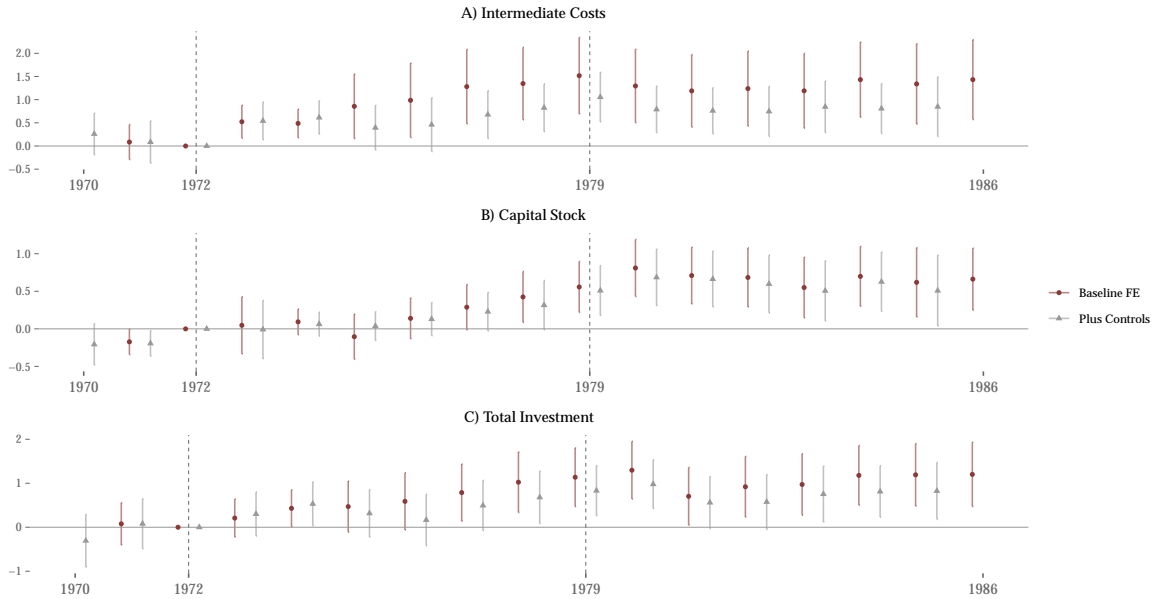 A) Intermediate Costs
2.0
1.5
1.0
0.5
0.0
−0.5
1970 1972 1979 1986
B) Capital Stock
1.0
0.5
0.0
−0.5
1970 1972 1979 1986
Baseline FE
Plus Controls
C) Total Investment
2
1
0
−1
1970 1972 1979 1986